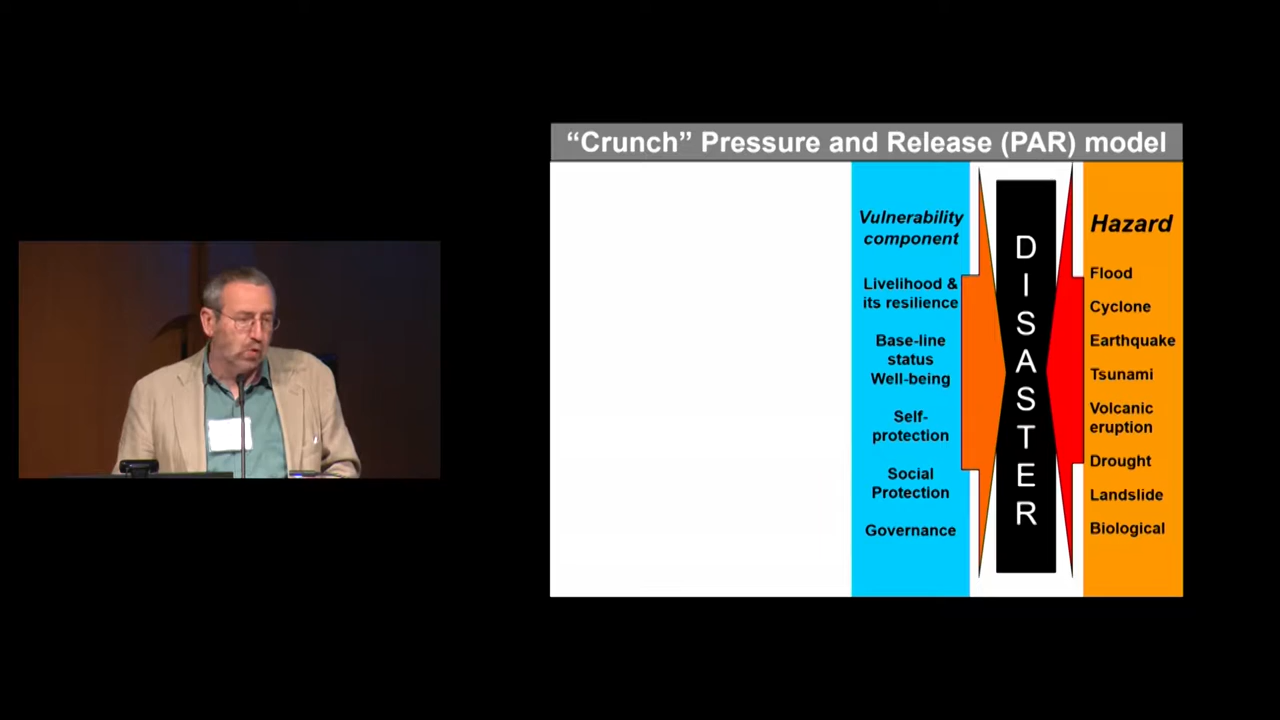 “Crunch” Pressure and Release (PAR) model
Vulnerability
component
Livelihood &
its resilience
Base-line
status
Well-being
Self-
protection
Social
Protection
Governance
D
I
S
A
S
T
E
R
Hazard
Flood
Cyclone
Earthquake
Tsunami
Volcanic
eruption
Drought
Landslide
Biological